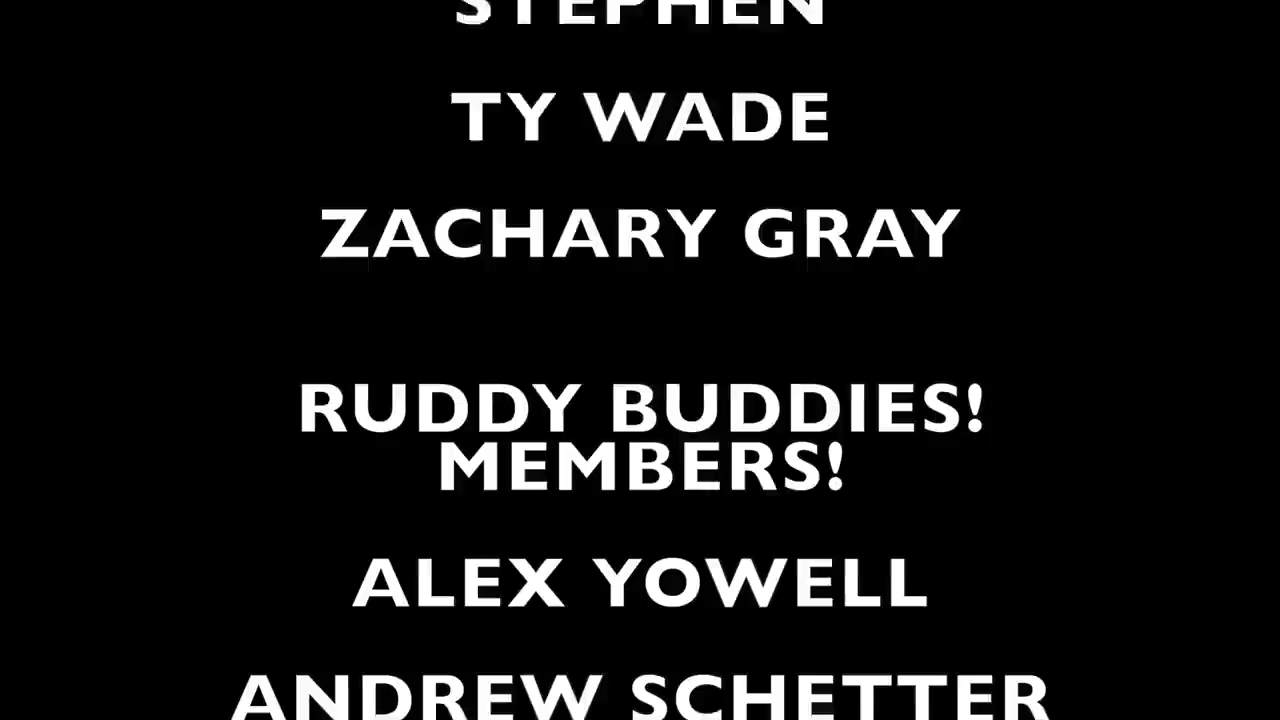 STEPHEN
TY WADE
ZACHARY GRAY
RUDDY BUDDIES!
MEMBERS!
ALEX YOWELL
ANDREW SCHETTER